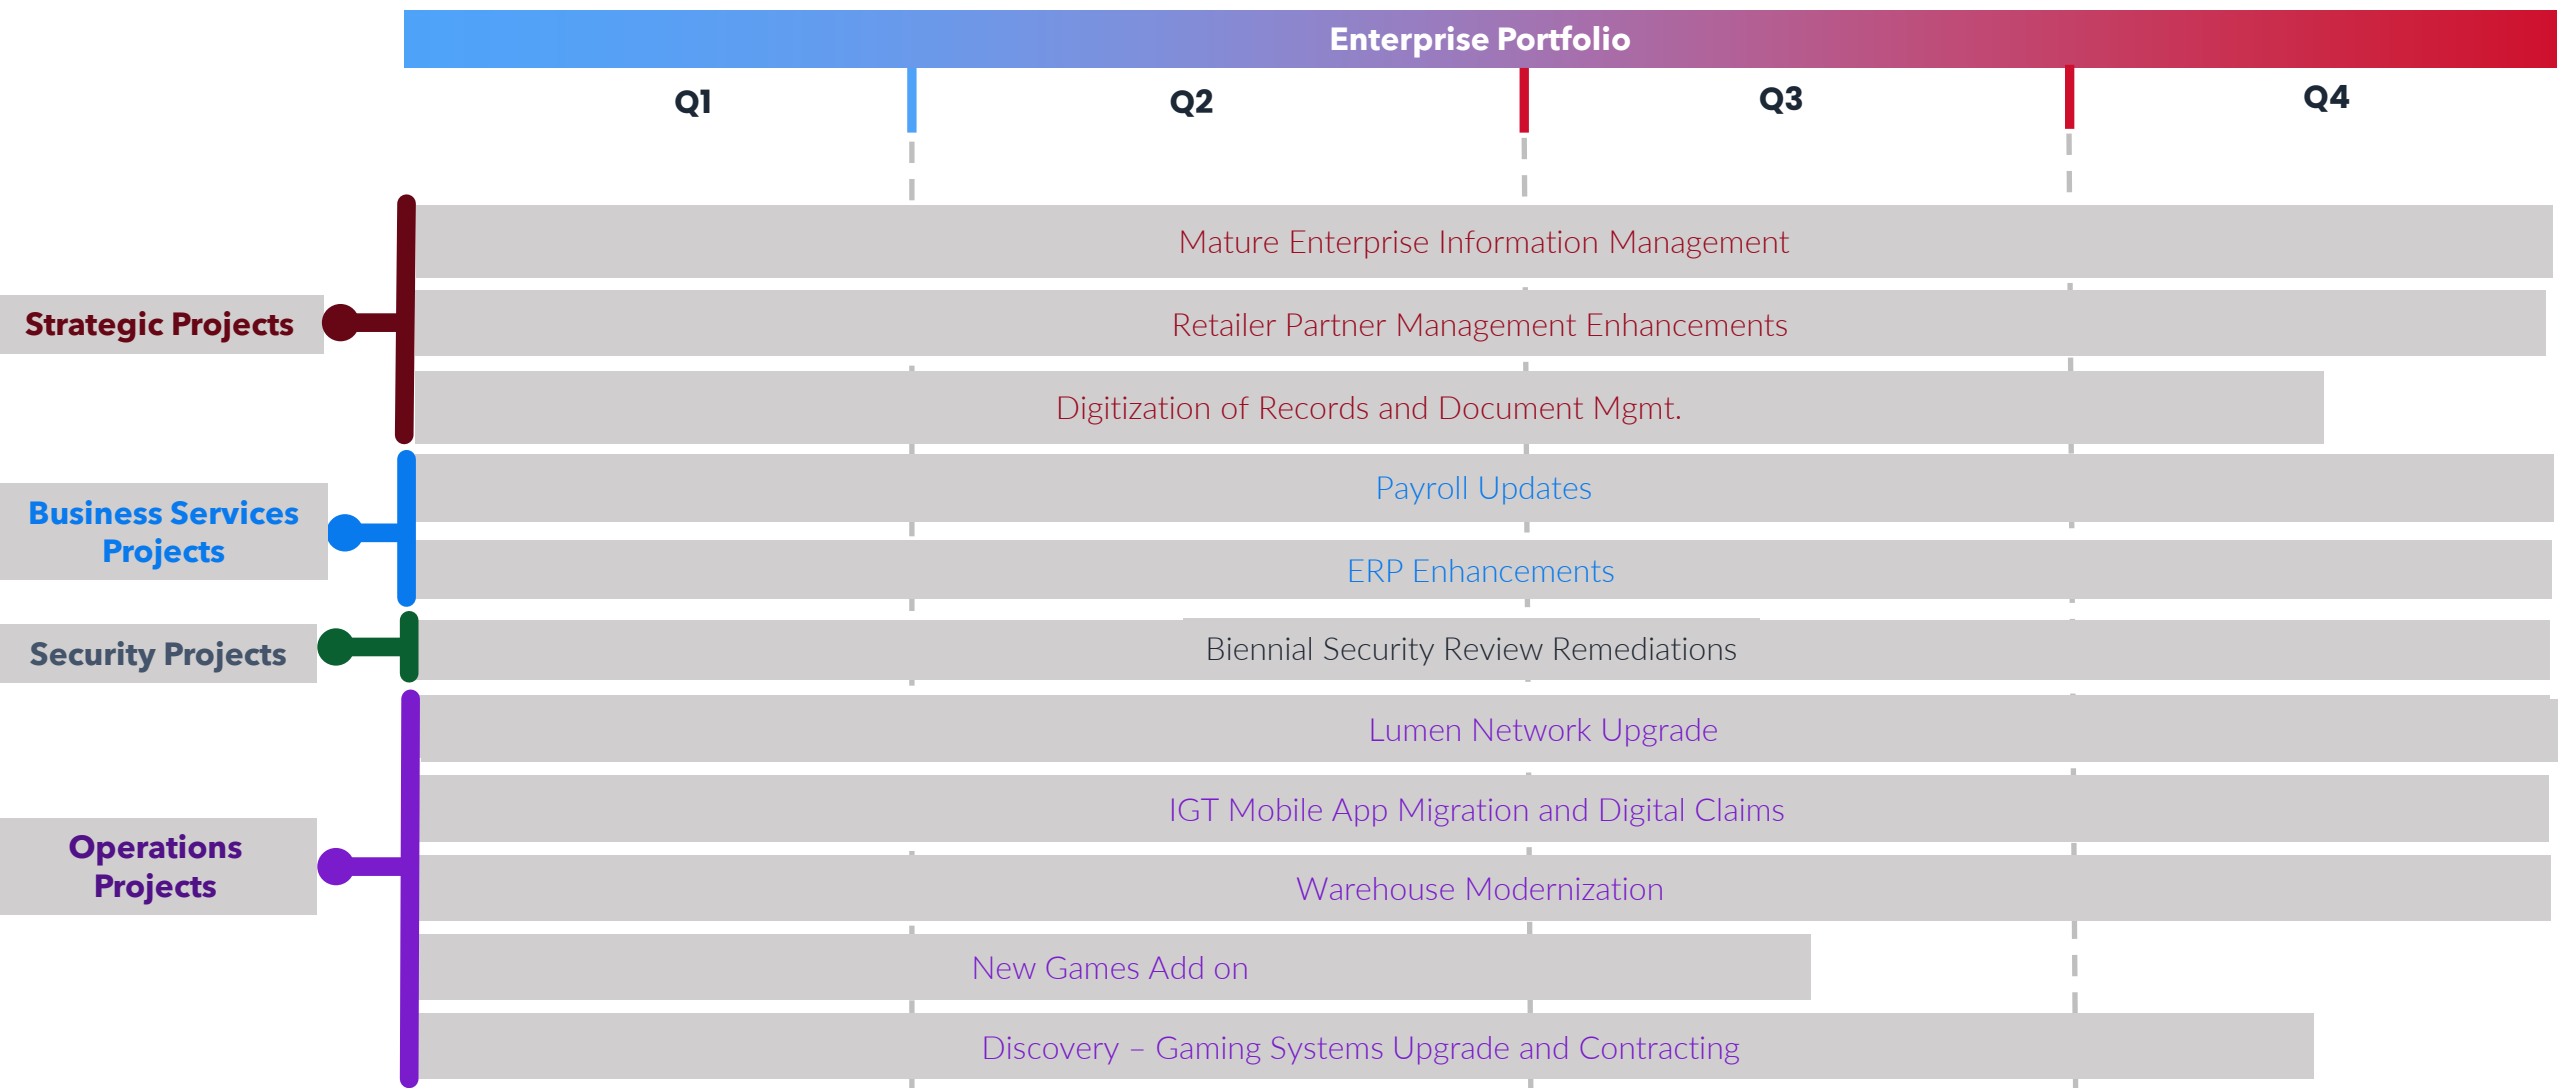 Enterprise Portfolio
Q1 Q2 Q3 Q4
Strategic Projects
Mature Enterprise Information Management
Retailer Partner Management Enhancements
Digitization of Records and Document Mgmt.
Business Services
Projects
Payroll Updates
ERP Enhancements
Security Projects
Biennial Security Review Remediations
Operations
Projects
Lumen Network Upgrade
IGT Mobile App Migration and Digital Claims
Warehouse Modernization
New Games Add on
Discovery – Gaming Systems Upgrade and Contracting